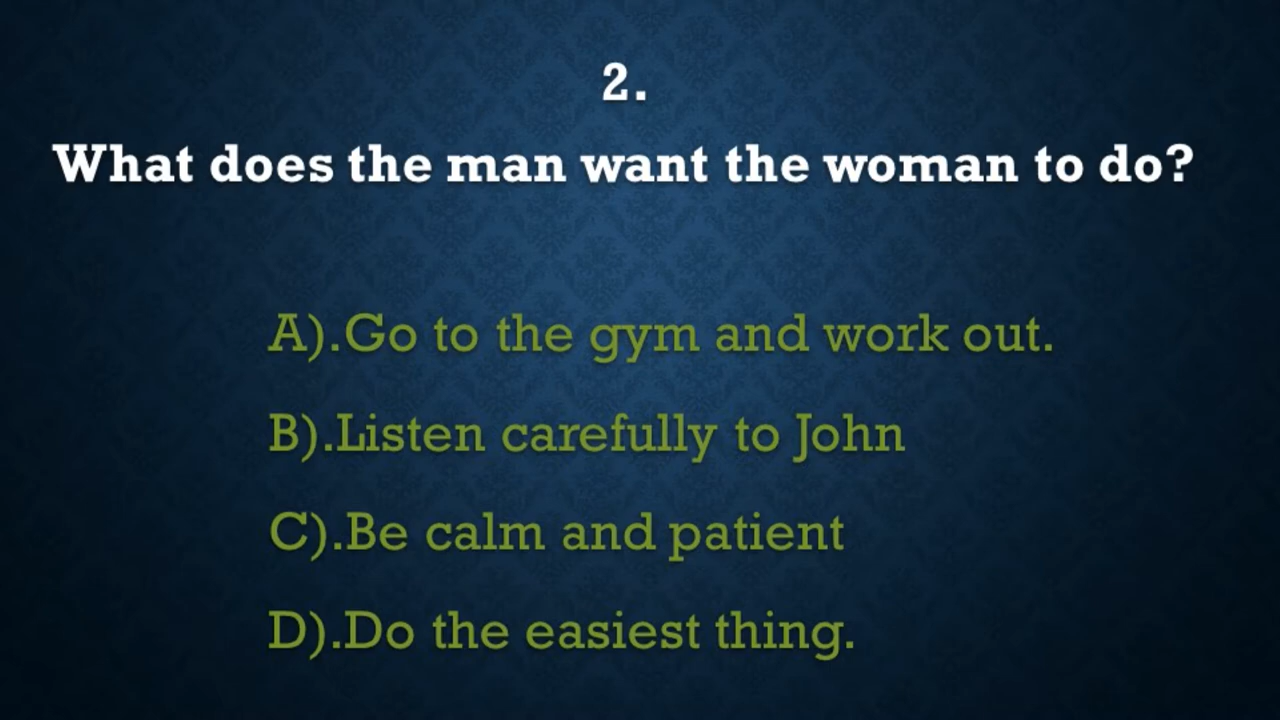 2.
What does the man want the woman to do?
A).Go to the gym and work out.
B).Listen carefully to John
C).Be calm and patient
D).Do the easiest thing.